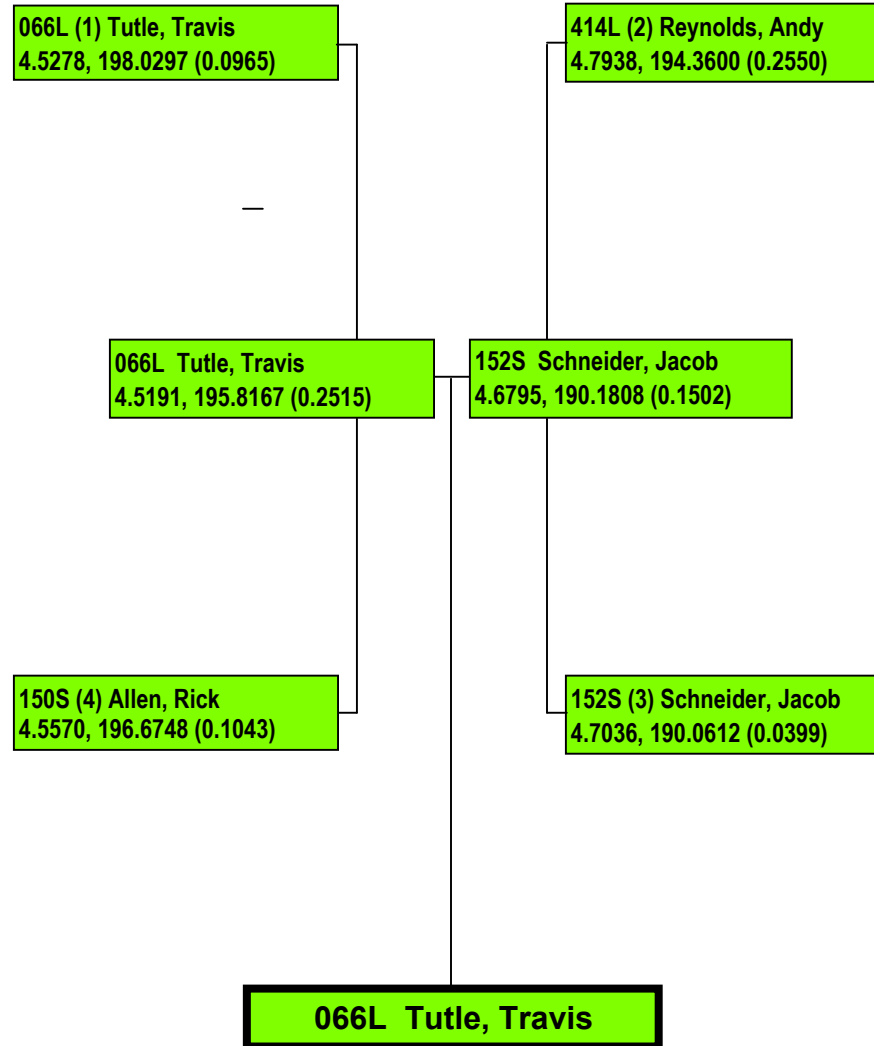 066L (1) Tutle, Travis
4.5278, 198.0297 (0.0965)
414L (2) Reynolds, Andy
4.7938, 194.3600 (0.2550)
066L Tutle, Travis
4.5191, 195.8167 (0.2515)
152S Schneider, Jacob
4.6795, 190.1808 (0.1502)
150S (4) Allen, Rick
4.5570, 196.6748 (0.1043)
152S (3) Schneider, Jacob
4.7036, 190.0612 (0.0399)
066L Tutle, Travis